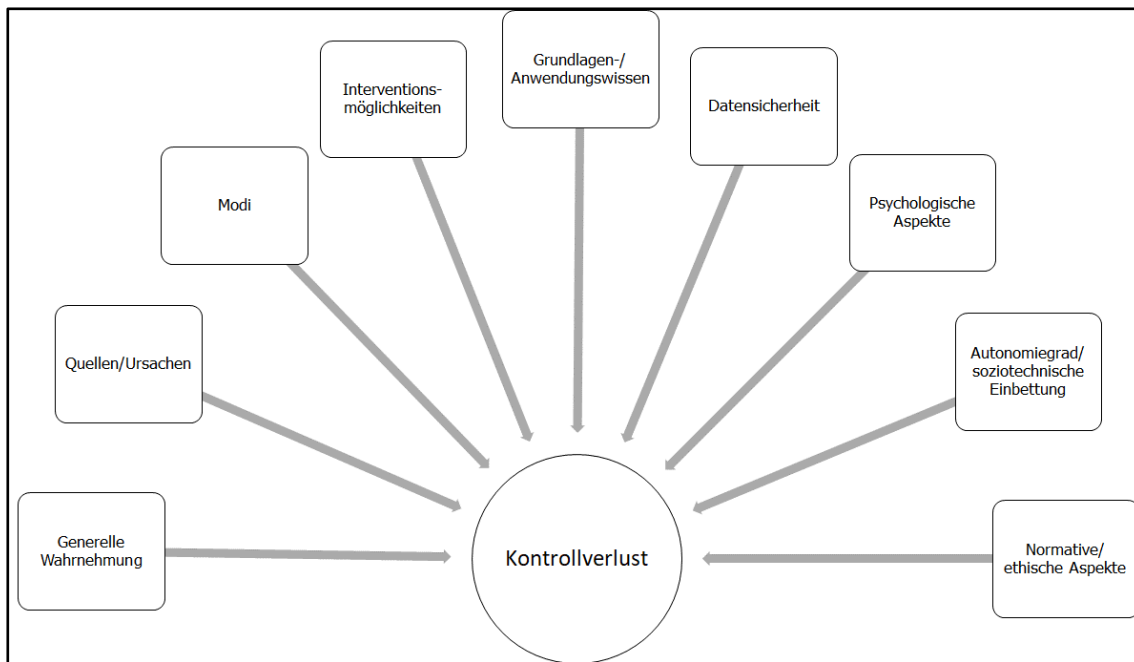 Grundlagen-/
Anwendungswissen
Interventions-
möglichkeiten
Datensicherheit
Modi
Psychologische
Aspekte
Quellen/Ursachen
Autonomiegrad/
soziotechnische
Einbettung
Generelle
Wahrnehmung
Kontrollverlust
Normative/
ethische Aspekte